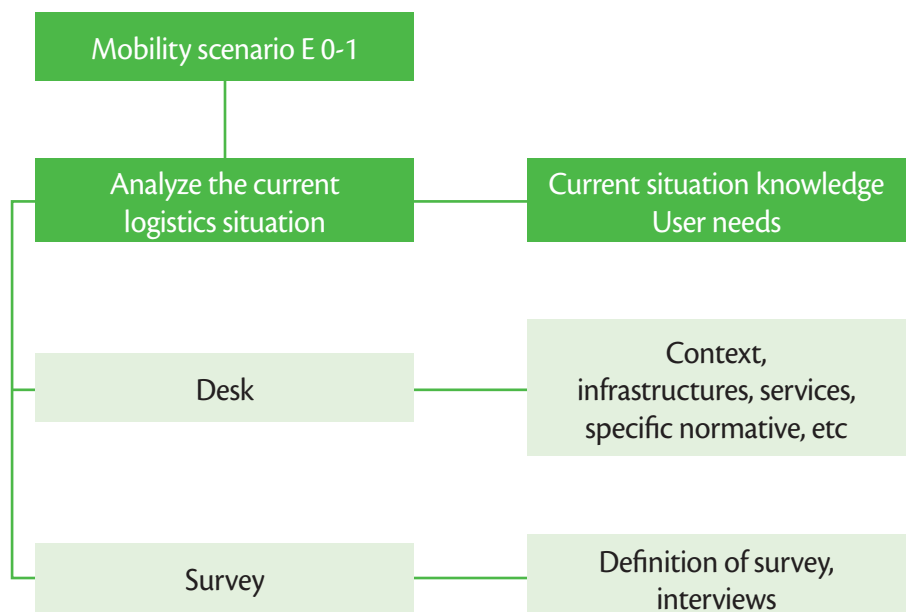 Mobility scenario E 0-1
Analyze the current
logistics situation
Current situation knowledge
User needs
Desk
Context,
infrastructures, services,
specific normative, etc
Survey
Definition of survey,
interviews